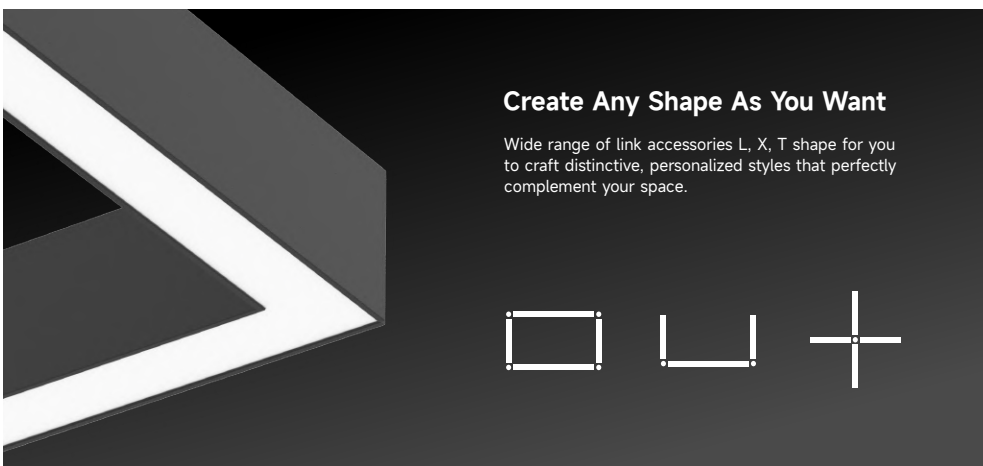 Create Any Shape As You Want
Wide range of link accessories L, X, T shape for you
to craft distinctive, personalized styles that perfectly
complement your space.